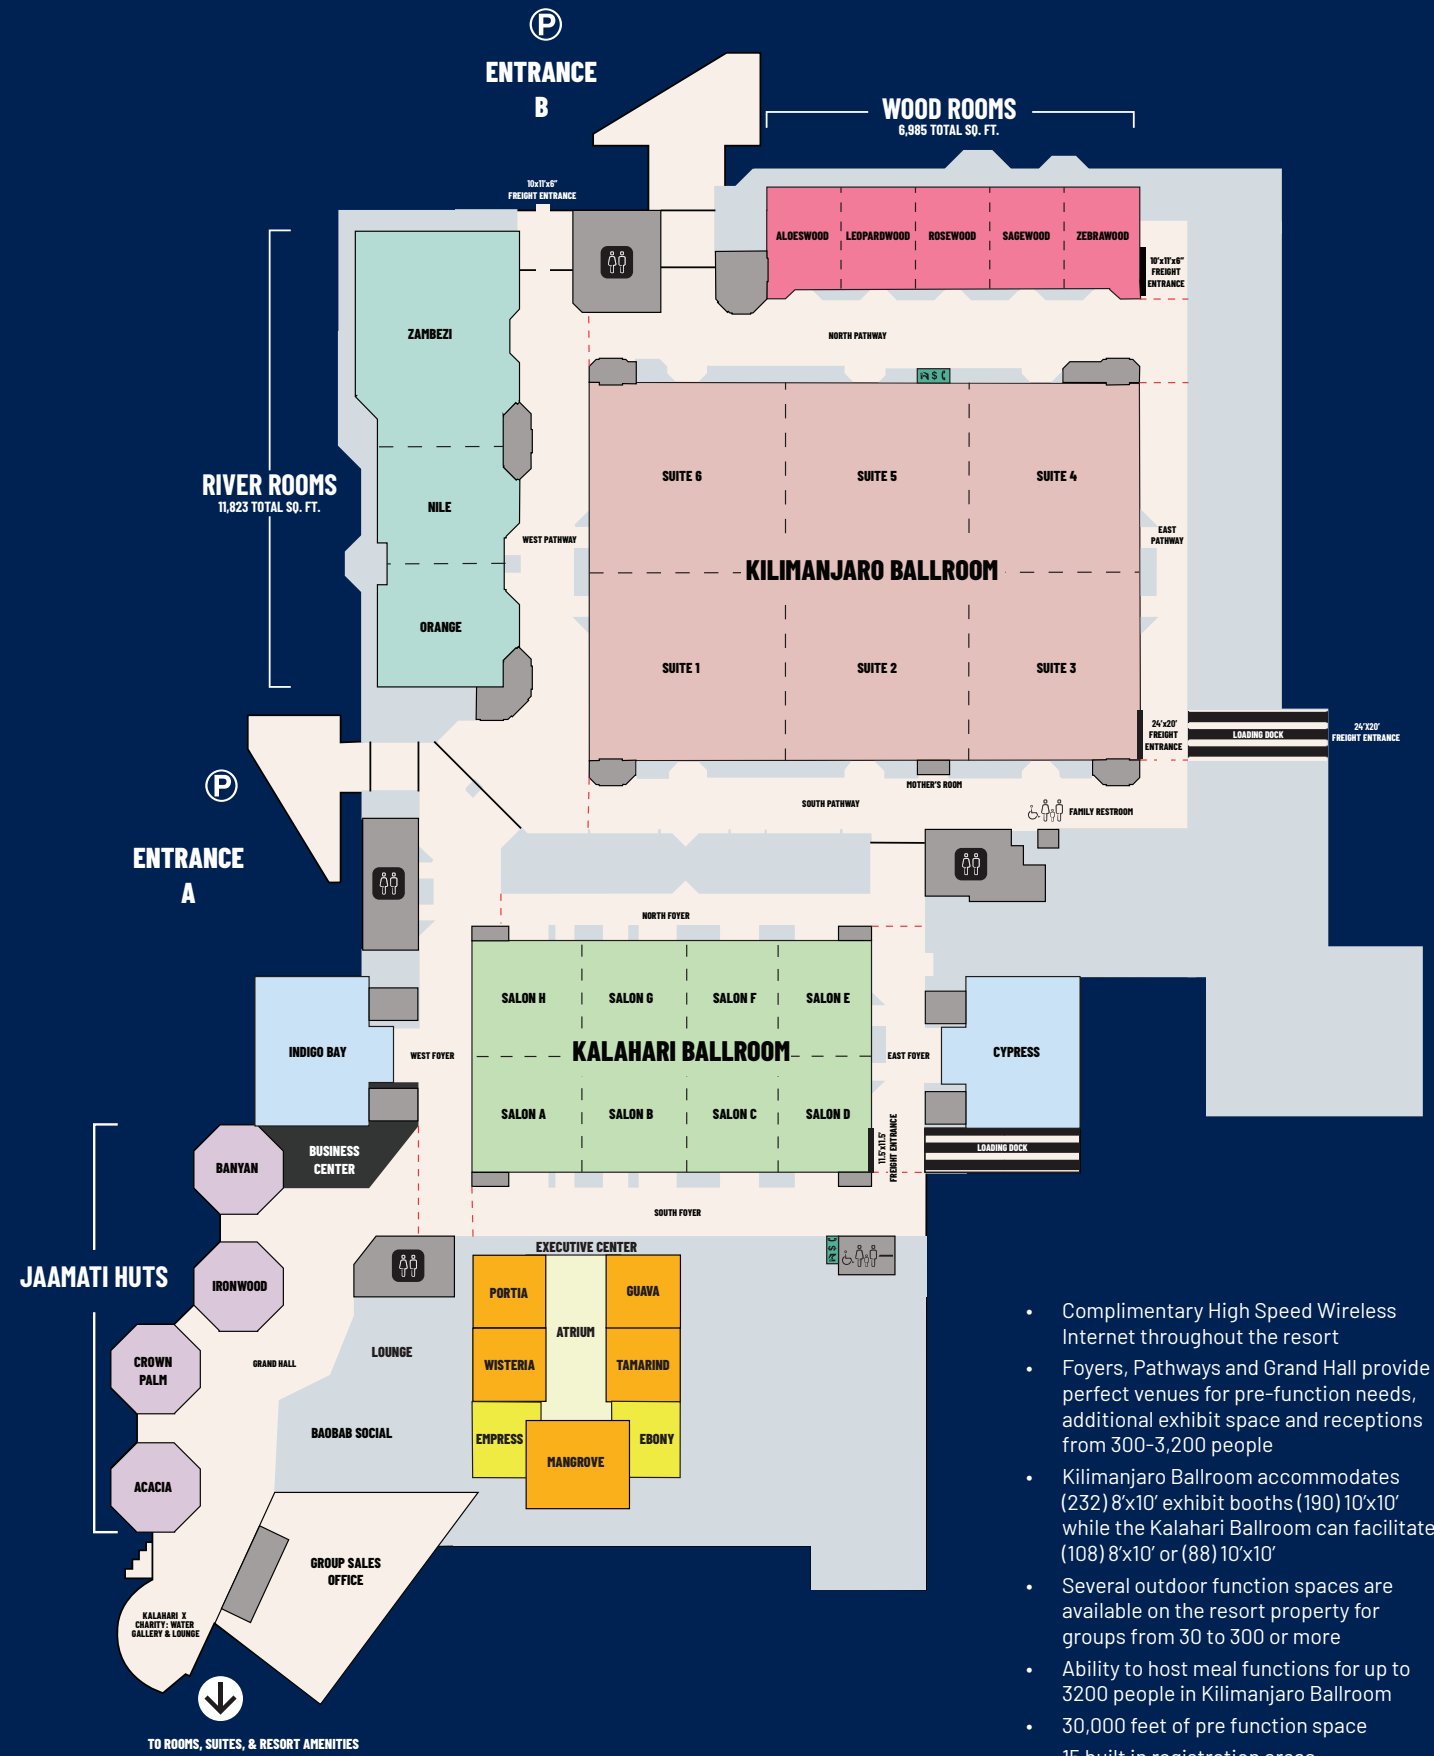 P
ENTRANCE
B
WOOD ROOMS
6,985 TOTAL SQ. FT.
10x11'x6"
FREIGHT ENTRANCE
ALOESWOOD
LEOPARDWOOD
ROSEWOOD
SAGEWOOD
ZEBRAWOOD
10'x11'x6"
FREIGHT
ENTRANCE
ZAMBEZI
NORTH PATHWAY
$
RIVER ROOMS
11,823 TOTAL SQ. FT.
NILE
ORANGE
WEST PATHWAY
SUITE 6
SUITE 5
SUITE 4
EAST
PATHWAY
KILIMANJARO BALLROOM
SUITE 1
SUITE 2
SUITE 3
24'x20'
FREIGHT
ENTRANCE
LOADING DOCK
24'X20'
FREIGHT ENTRANCE
MOTHER'S ROOM
SOUTH PATHWAY
FAMILY RESTROOM
P
ENTRANCE
A
NORTH FOYER
SALON H
SALON G
SALON F
SALON E
INDIGO BAY
WEST FOYER
KALAHARI BALLROOM
EAST FOYER
CYPRESS
SALON A
SALON B
SALON C
SALON D
11.5'x11.5'
FREIGHT ENTRANCE
LOADING DOCK
BUSINESS
CENTER
BANYAN
SOUTH FOYER
JAAMATI HUTS
IRONWOOD
CROWN
PALM
ACACIA
GRAND HALL
LOUNGE
BAOBAB SOCIAL
EXECUTIVE CENTER
$
PORTIA
GUAVA
ATRIUM
WISTERIA
TAMARIND
EMPRESS
EBONY
MANGROVE
GROUP SALES
OFFICE
KALAHARI X
CHARITY: WATER
GALLERY & LOUNGE
TO ROOMS, SUITES, & RESORT AMENITIES
• Complimentary High Speed Wireless
Internet throughout the resort
• Foyers, Pathways and Grand Hall provide
perfect venues for pre-function needs,
additional exhibit space and receptions
from 300-3,200 people
• Kilimanjaro Ballroom accommodates
(232) 8'x10' exhibit booths (190) 10'x10'
while the Kalahari Ballroom can facilitate
(108) 8'x10' or (88) 10'x10'
• Several outdoor function spaces are
available on the resort property for
groups from 30 to 300 or more
• Ability to host meal functions for up to
3200 people in Kilimanjaro Ballroom
• 30,000 feet of pre function space
• 15 built in registration areas